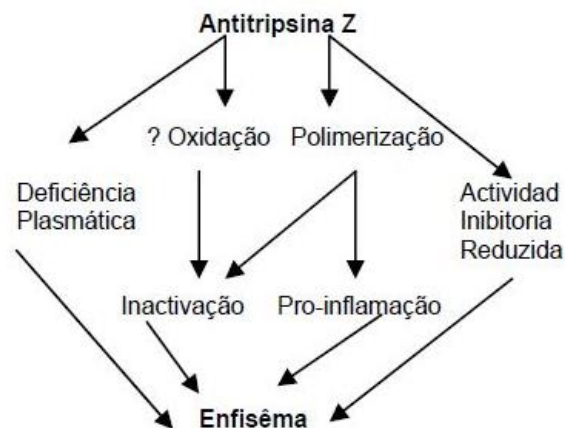 Antitripsina Z
? Oxidação
Polimerização
Deficiência
Plasmática
Actividad
Inibitoria
Reduzida
Inactivação
Pro-inflamação
Enfisêma